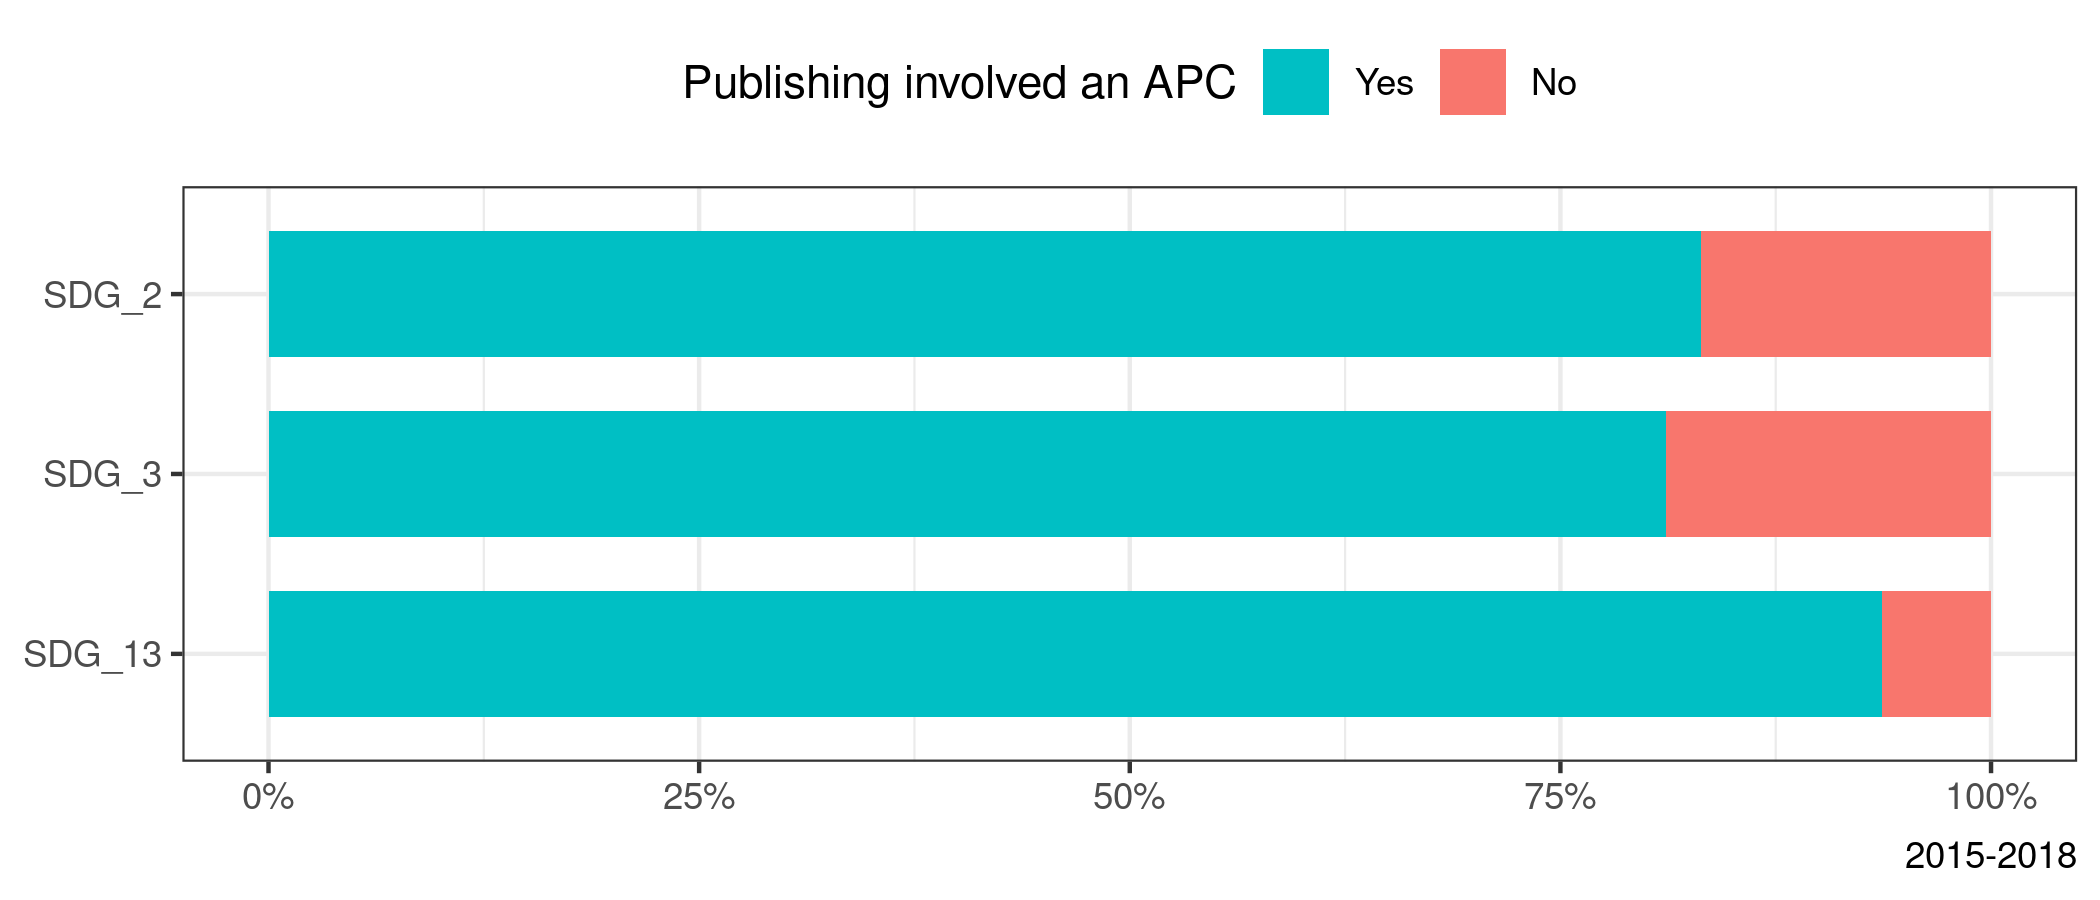 Publishing involved an APC Yes No
SDG_2
SDG_3
SDG_13
0% 25% 50% 75% 100%
2015-2018